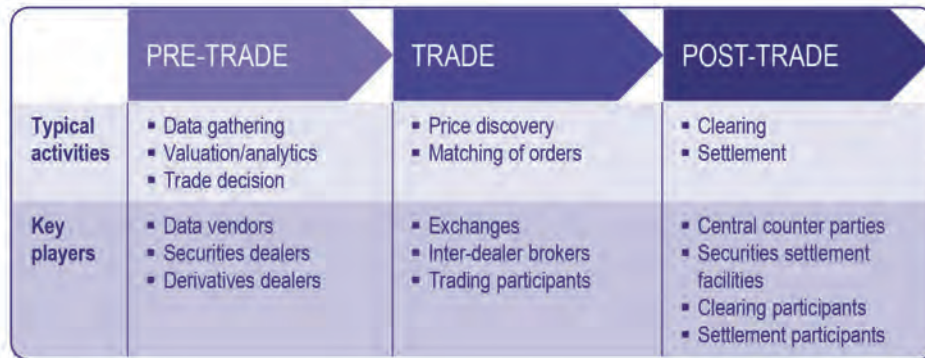 PRE-TRADE
TRADE
POST-TRADE
Typical
activities
▪ Data gathering
▪ Valuation/analytics
▪ Trade decision
▪ Price discovery
▪ Matching of orders
▪ Clearing
▪ Settlement
Key
players
▪ Data vendors
▪ Securities dealers
▪ Derivatives dealers
▪ Exchanges
▪ Inter-dealer brokers
▪ Trading participants
▪ Central counter parties
▪ Securities settlement
facilities
▪ Clearing participants
▪ Settlement participants